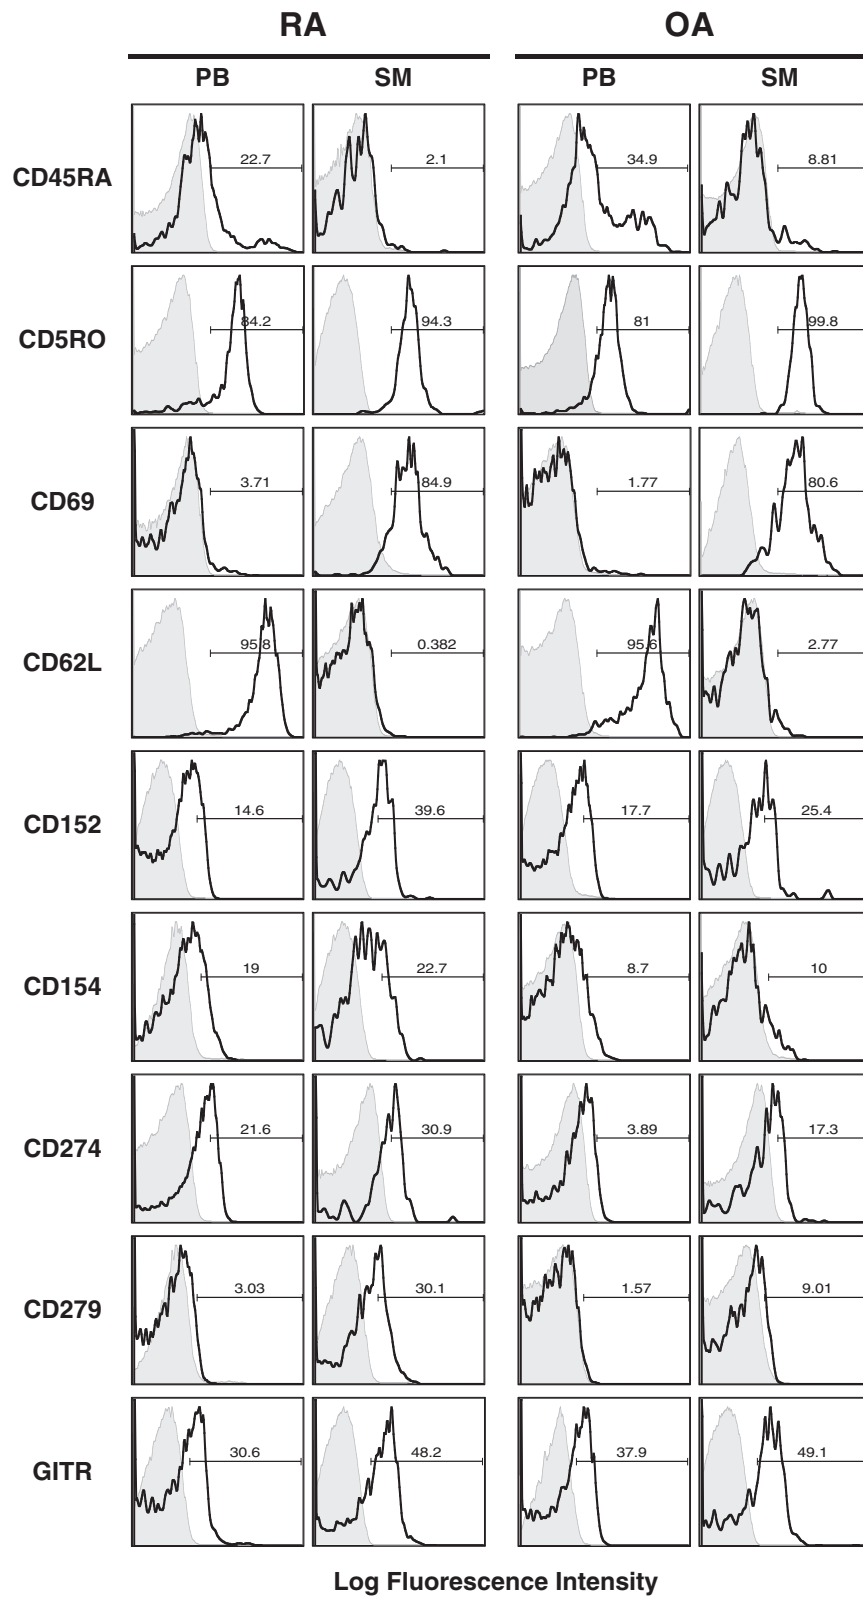 RA OA
PB SM PB SM
CD45RA 22.7 2.1 34.9 8.81
CD5RO 84.2 94.3 81 99.8
CD69 3.71 84.9 1.77 80.6
CD62L 95.8 0.382 95.6 2.77
CD152 14.6 39.6 17.7 25.4
CD154 19 22.7 8.7 10
CD274 21.6 30.9 3.89 17.3
CD279 3.03 30.1 1.57 9.01
GITR 30.6 48.2 37.9 49.1
Log Fluorescence Intensity